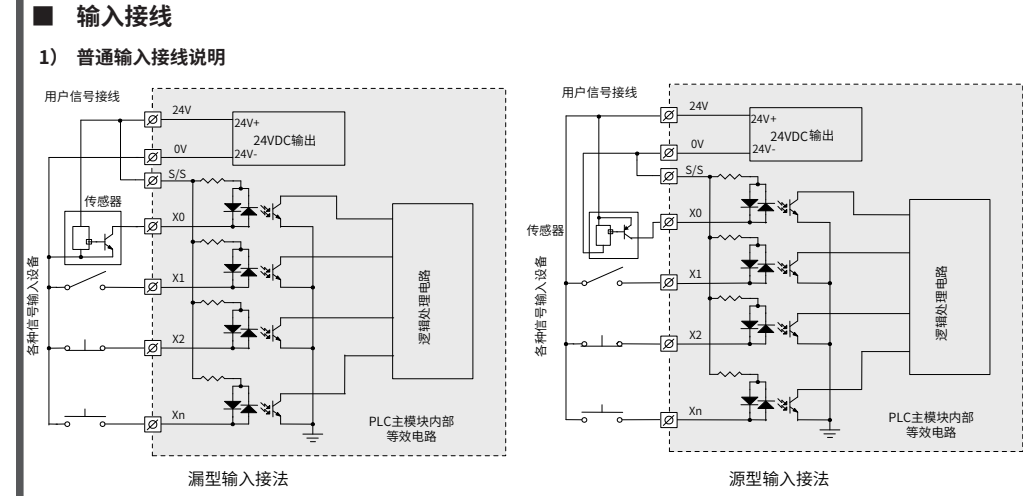 ■ 输入接线
1） 普通输入接线说明
用户信号接线
24V
24V+
24VDC输出
0V
24V-
S/S
传感器
X0
X1
各种信号输入设备
X2
Xn
逻辑处理电路
PLC主模块内部
等效电路
漏型输入接法
用户信号接线
24V
24V+
24VDC输出
0V
24V-
S/S
X0
传感器
X1
各种信号输入设备
X2
Xn
逻辑处理电路
PLC主模块内部
等效电路
源型输入接法